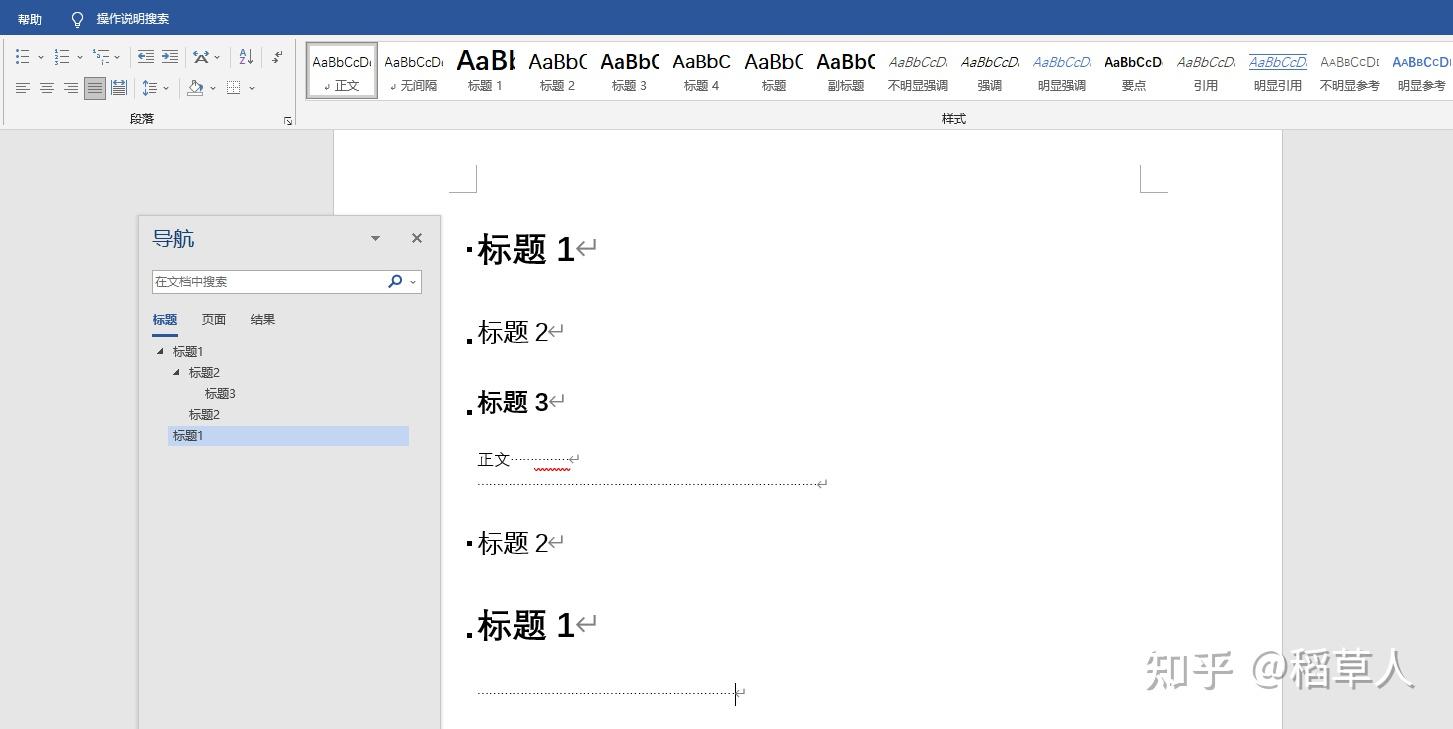 帮助 操作说明搜索
AaBbCcDc AaBbCcDc AaBb AaBbC AaBbC AaBbC AaBbC AaBbC AaBbCcD. AaBbCcD. AaBbCcD. AaBbCcD AaBbCcD. AaBbCcD. AaBbCcDd AaBbCcD
正文 无间隔 标题 1 标题 2 标题 3 标题 4 标题 副标题 不明显强调 强调 明显强调 要点 引用 明显引用 不明显参考 明显参考
段落 样式
导航
在文档中搜索
标题 页面 结果
标题1
标题2
标题3
标题2
标题1
标题 1
标题 2
标题 3
正文
标题 2
标题 1
知乎 @稻草人